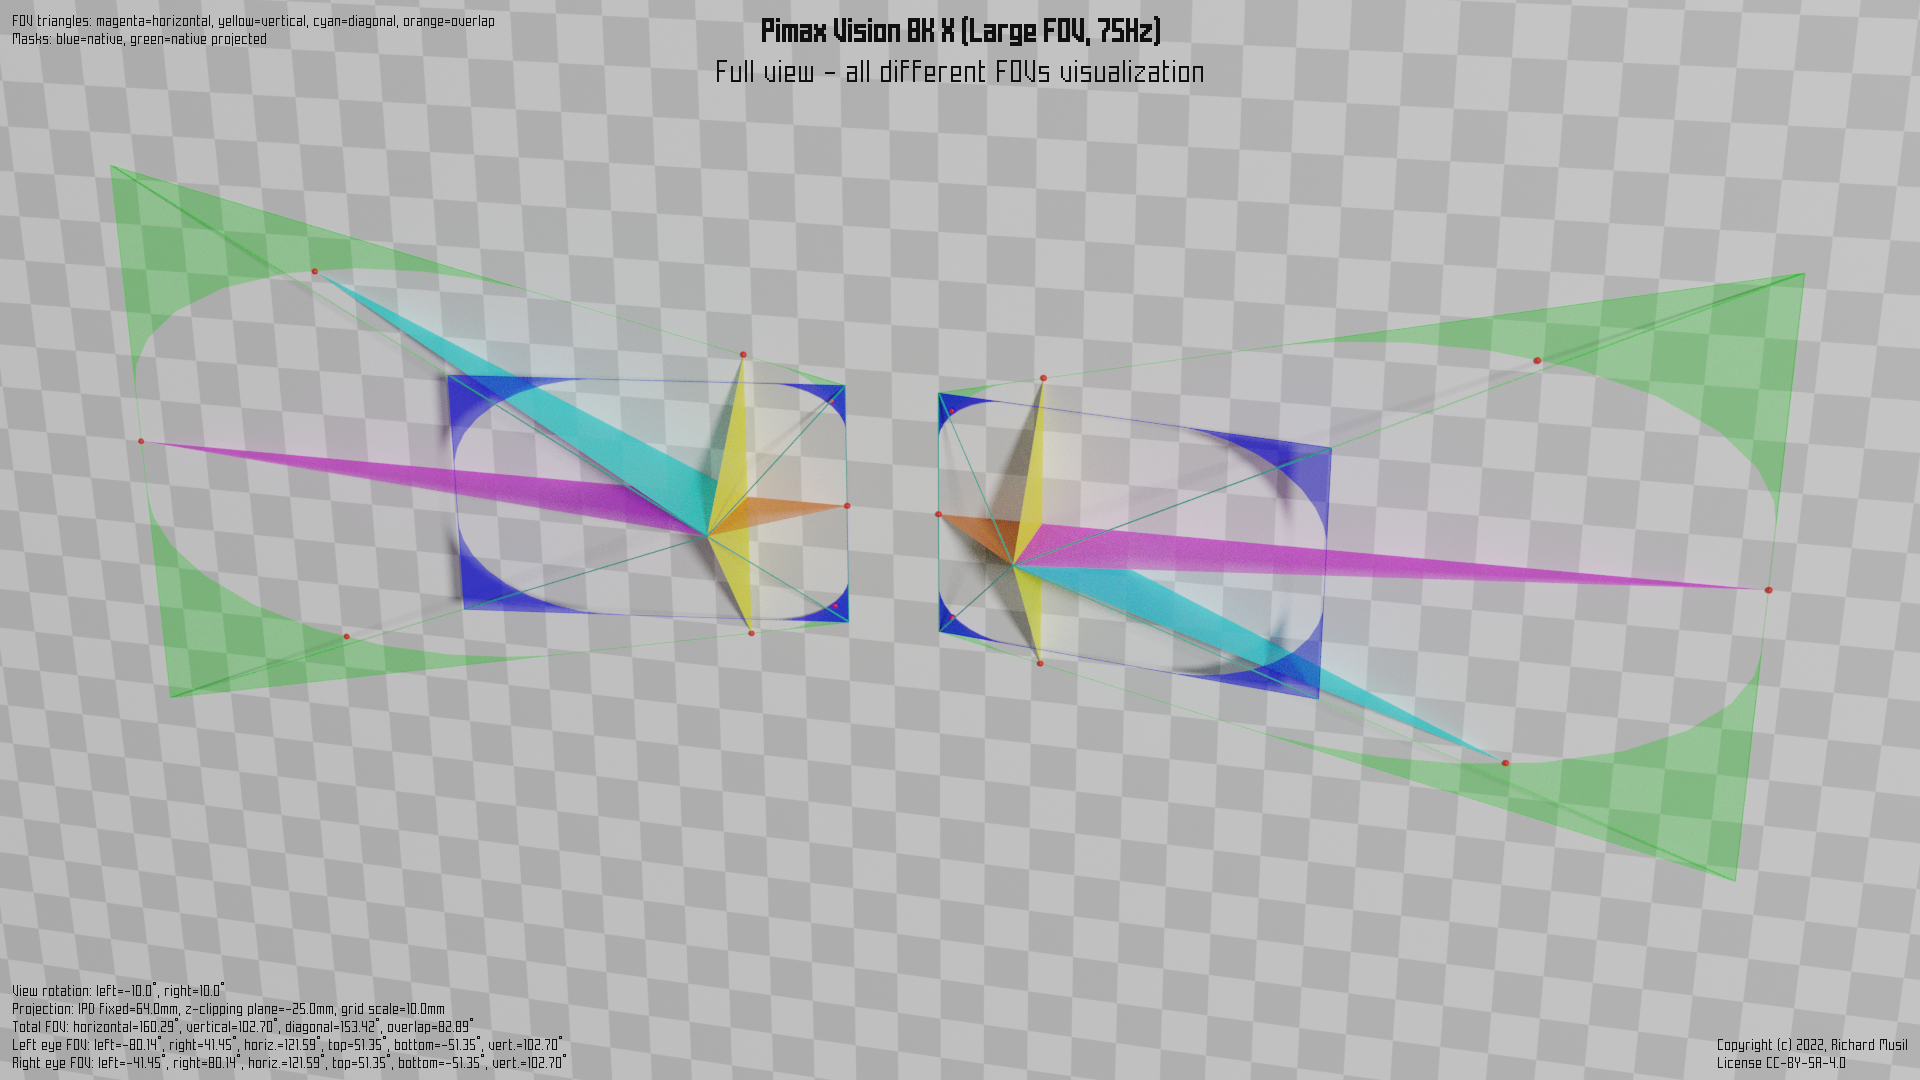 FOV triangles: magenta=horizontal, yellow=vertical, cyan=diagonal, orange=overlap
Masks: blue=native, green=native projected
Pimax Vision 8K X (Large FOV, 75Hz)
Full view - all different FOVs visualization
View rotation: left=-10.0°, right=10.0°
Projection: IPD fixed=64.0mm, z-clipping plane=-25.0mm, grid scale=10.0mm
Total FOV: horizontal=160.29°, vertical=102.70°, diagonal=153.42°, overlap=82.89°
Left eye FOV: left=-80.14°, right=41.45°, horiz.=121.59°, top=51.35°, bottom=-51.35°, vert.=102.70°
Right eye FOV: left=-41.45°, right=80.14°, horiz.=121.59°, top=51.35°, bottom=-51.35°, vert.=102.70°
Copyright (c) 2022, Richard Musil
License CC-BY-SA-4.0